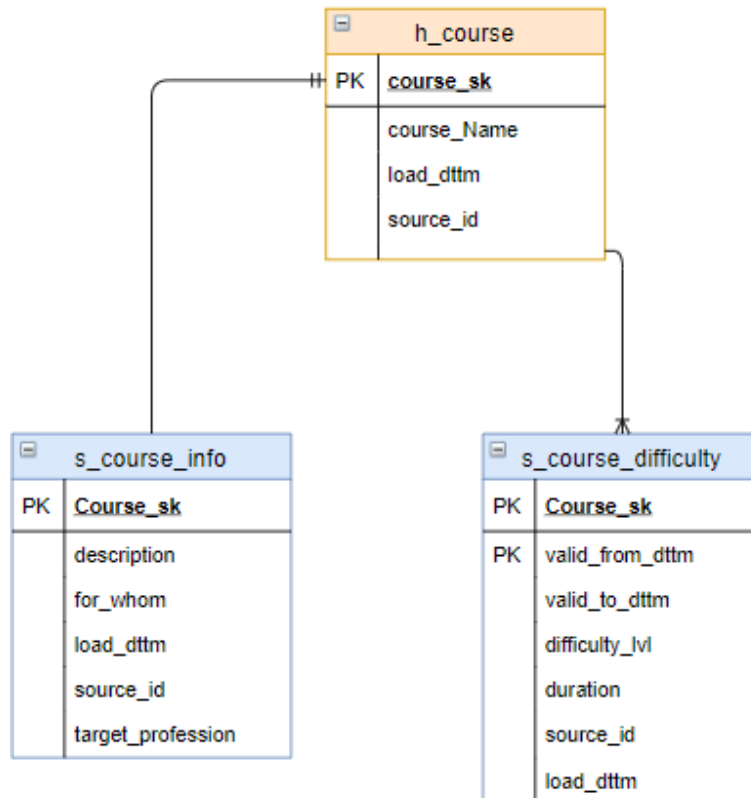 h_course
PK course_sk
course_Name
load_dttm
source_id
s_course_info
PK Course_sk
description
for_whom
load_dttm
source_id
target_profession
s_course_difficulty
PK Course_sk
PK valid_from_dttm
valid_to_dttm
difficulty_lvl
duration
source_id
load_dttm